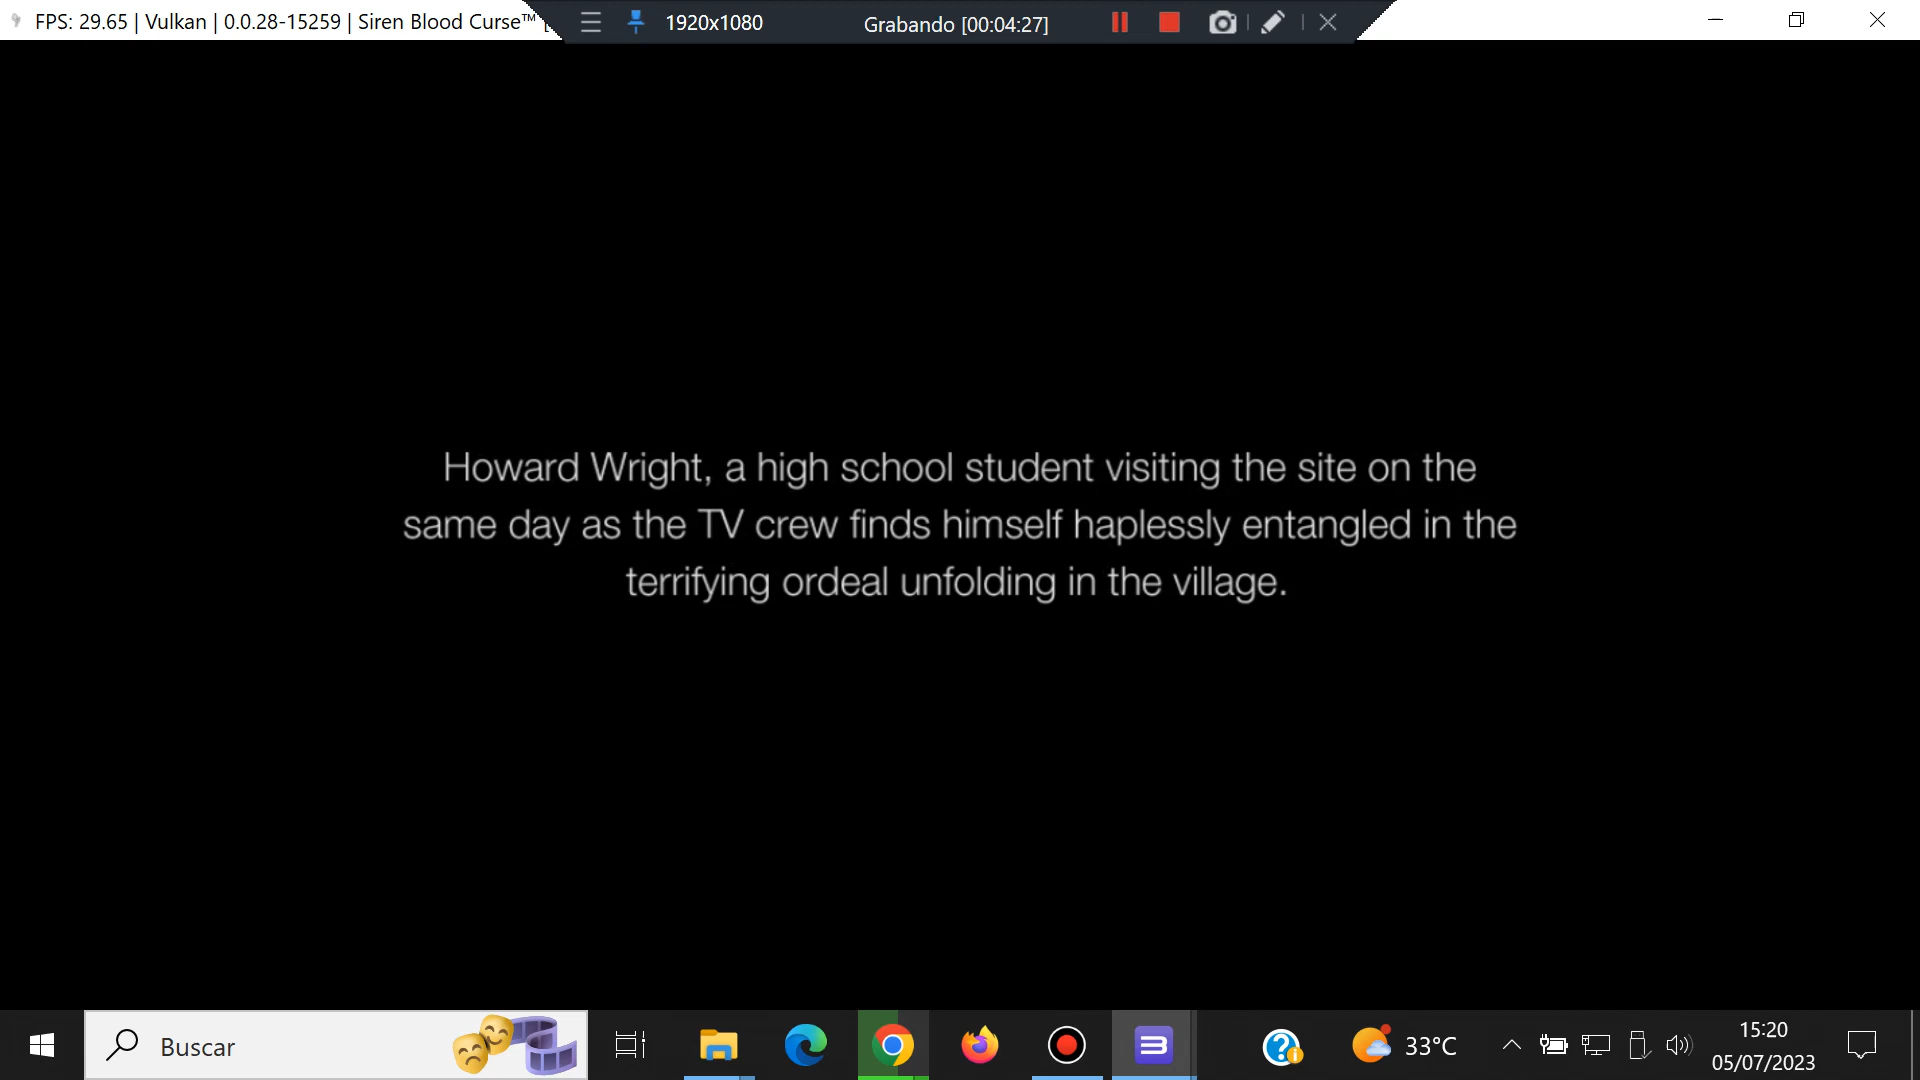 FPS: 29.65 | Vulkan | 0.0.28-15259 | Siren Blood Curse™ [
1920x1080
Grabando [00:04:27]
Howard Wright, a high school student visiting the site on the
same day as the TV crew finds himself haplessly entangled in the
terrifying ordeal unfolding in the village.
Buscar
33°C
15:20
05/07/2023